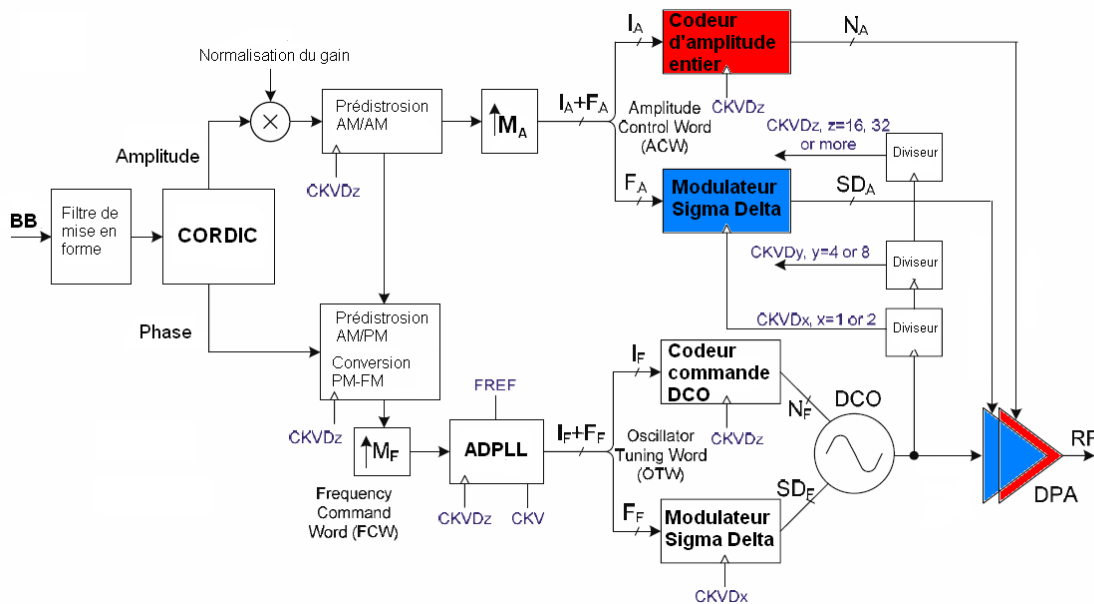 Normalisation du gain
I_A
Codeur
d'amplitude
entier
N_A
CKVDz
Prédistrosion
AM/AM
M_A
I_A+F_A
Amplitude
Control Word
(ACW)
CKVDz, z=16, 32
or more
Diviseur
Amplitude
CKVDz
F_A
Modulateur
Sigma Delta
SD_A
BB
Filtre de
mise en
forme
CORDIC
CKVDy, y=4 or 8
Diviseur
CKVDx, x=1 or 2
Diviseur
Phase
Prédistrosion
AM/PM
Conversion
PM-FM
CKVDz
FREF
I_F
Codeur
commande
DCO
N_F
DCO
CKVDz
M_F
ADPLL
I_F+F_F
Oscillator
Tuning Word
(OTW)
RF
DPA
Frequency
Command
Word (FCW)
CKVDz
CKV
F_F
Modulateur
Sigma Delta
SD_F
CKVDx